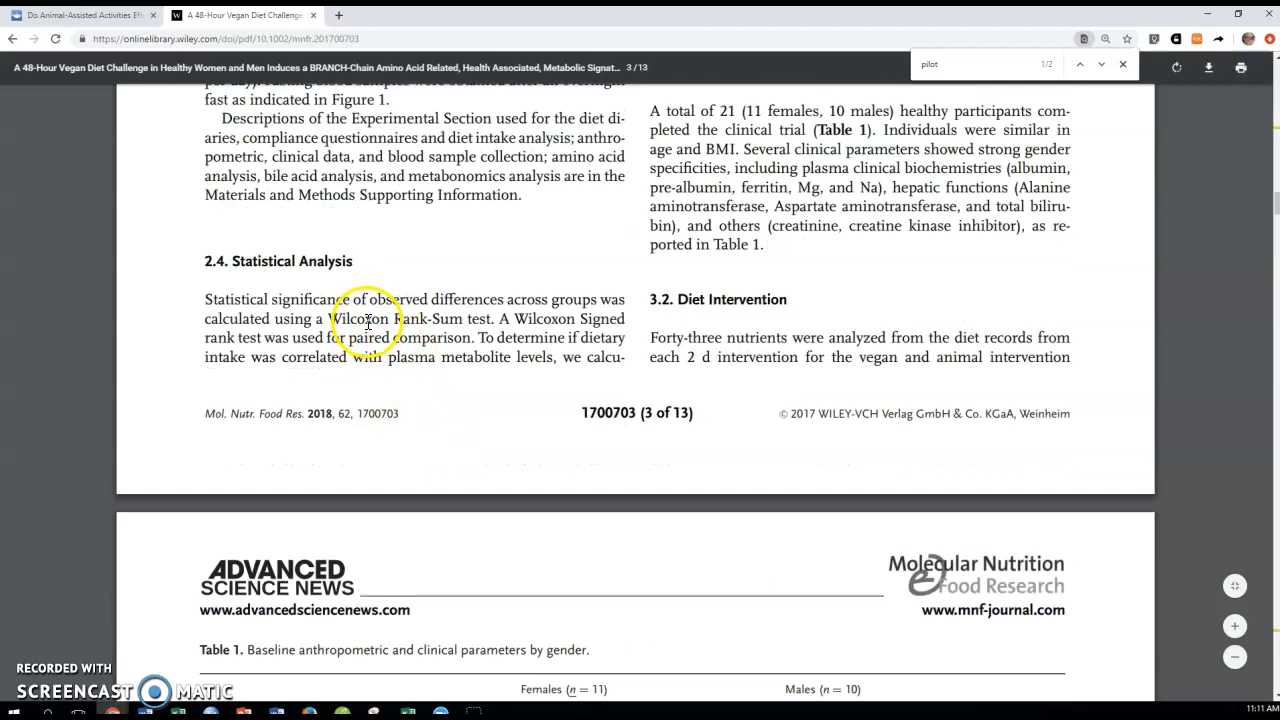 Do Animal-Assisted Activities Eff
A 48-Hour Vegan Diet Challenge
https://onlinelibrary.wiley.com/doi/pdf/10.1002/mnfr.201700703
A 48-Hour Vegan Diet Challenge in Healthy Women and Men Induces a BRANCH-Chain Amino Acid Related, Health Associated, Metabolic Signat...
3 / 13
pilot
1/2
fast as indicated in Figure 1.
Descriptions of the Experimental Section used for the diet di-
aries, compliance questionnaires and diet intake analysis; anthro-
pometric, clinical data, and blood sample collection; amino acid
analysis, bile acid analysis, and metabonomics analysis are in the
Materials and Methods Supporting Information.
2.4. Statistical Analysis
Statistical significance of observed differences across groups was
calculated using a Wilcoxon Rank-Sum test. A Wilcoxon Signed
rank test was used for paired comparison. To determine if dietary
intake was correlated with plasma metabolite levels, we calcu-
A total of 21 (11 females, 10 males) healthy participants com-
pleted the clinical trial (Table 1). Individuals were similar in
age and BMI. Several clinical parameters showed strong gender
specificities, including plasma clinical biochemistries (albumin,
pre-albumin, ferritin, Mg, and Na), hepatic functions (Alanine
aminotransferase, Aspartate aminotransferase, and total biliru-
bin), and others (creatinine, creatine kinase inhibitor), as re-
ported in Table 1.
3.2. Diet Intervention
Forty-three nutrients were analyzed from the diet records from
each 2 d intervention for the vegan and animal intervention
Mol. Nutr. Food Res. 2018, 62, 1700703
1700703 (3 of 13)
© 2017 WILEY-VCH Verlag GmbH & Co. KGaA, Weinheim
ADVANCED
SCIENCE NEWS
www.advancedsciencenews.com
Molecular Nutrition
Food Research
www.mnf-journal.com
Table 1. Baseline anthropometric and clinical parameters by gender.
Females (n = 11)
Males (n = 10)
RECORDED WITH
SCREENCAST MATIC
11:11 AM